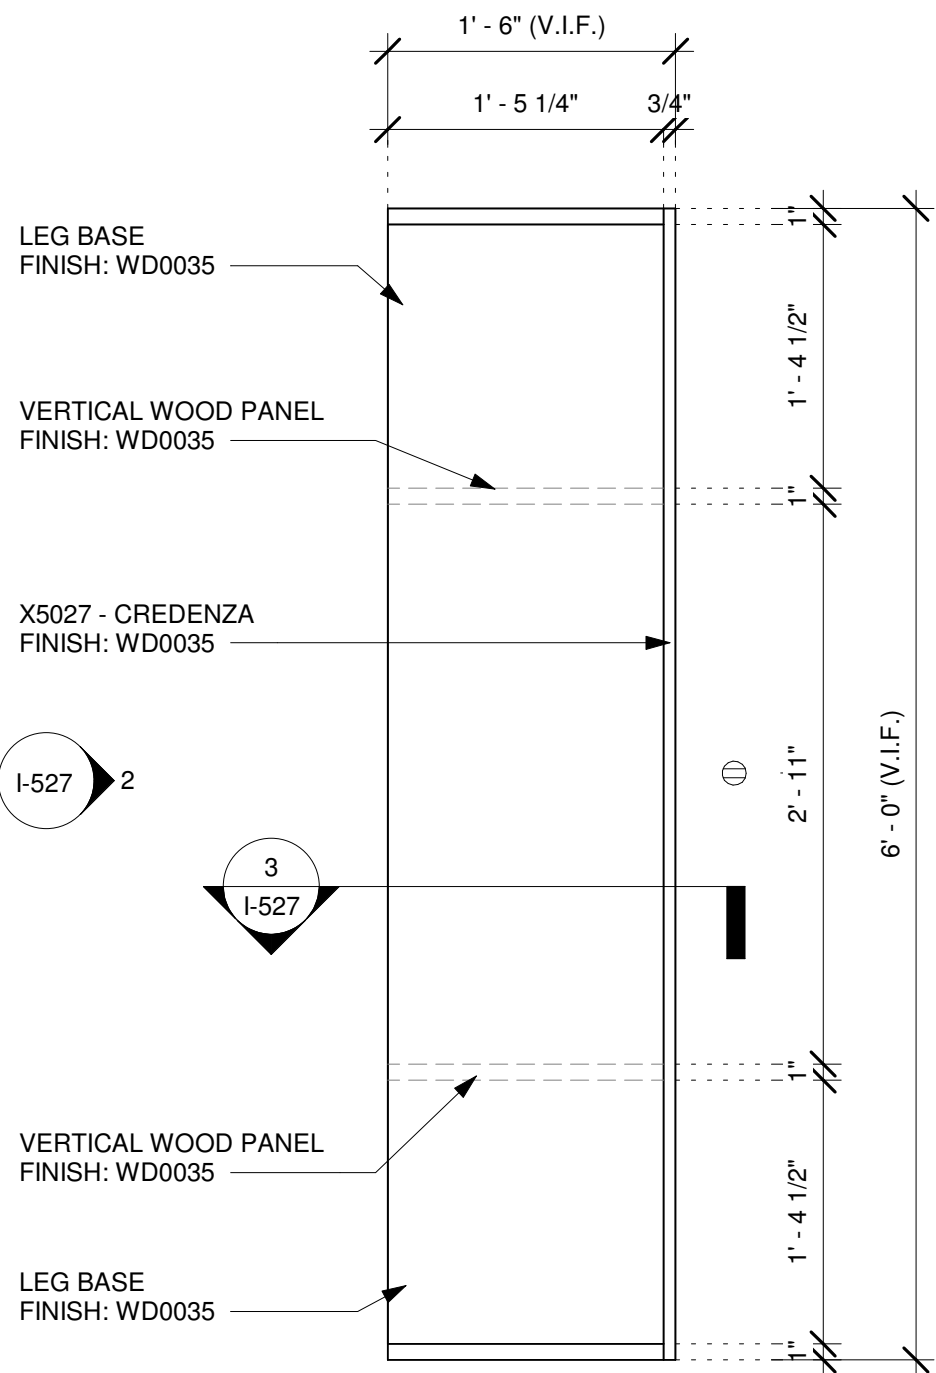 1' - 6" (V.I.F.)
1' - 5 1/4"
3/4"
LEG BASE
FINISH: WD0035
VERTICAL WOOD PANEL
FINISH: WD0035
X5027 - CREDENZA
FINISH: WD0035
I-527
2
3
I-527
VERTICAL WOOD PANEL
FINISH: WD0035
LEG BASE
FINISH: WD0035
1"
1' - 4 1/2"
1"
2' - 11"
1"
1' - 4 1/2"
1"
6' - 0" (V.I.F.)